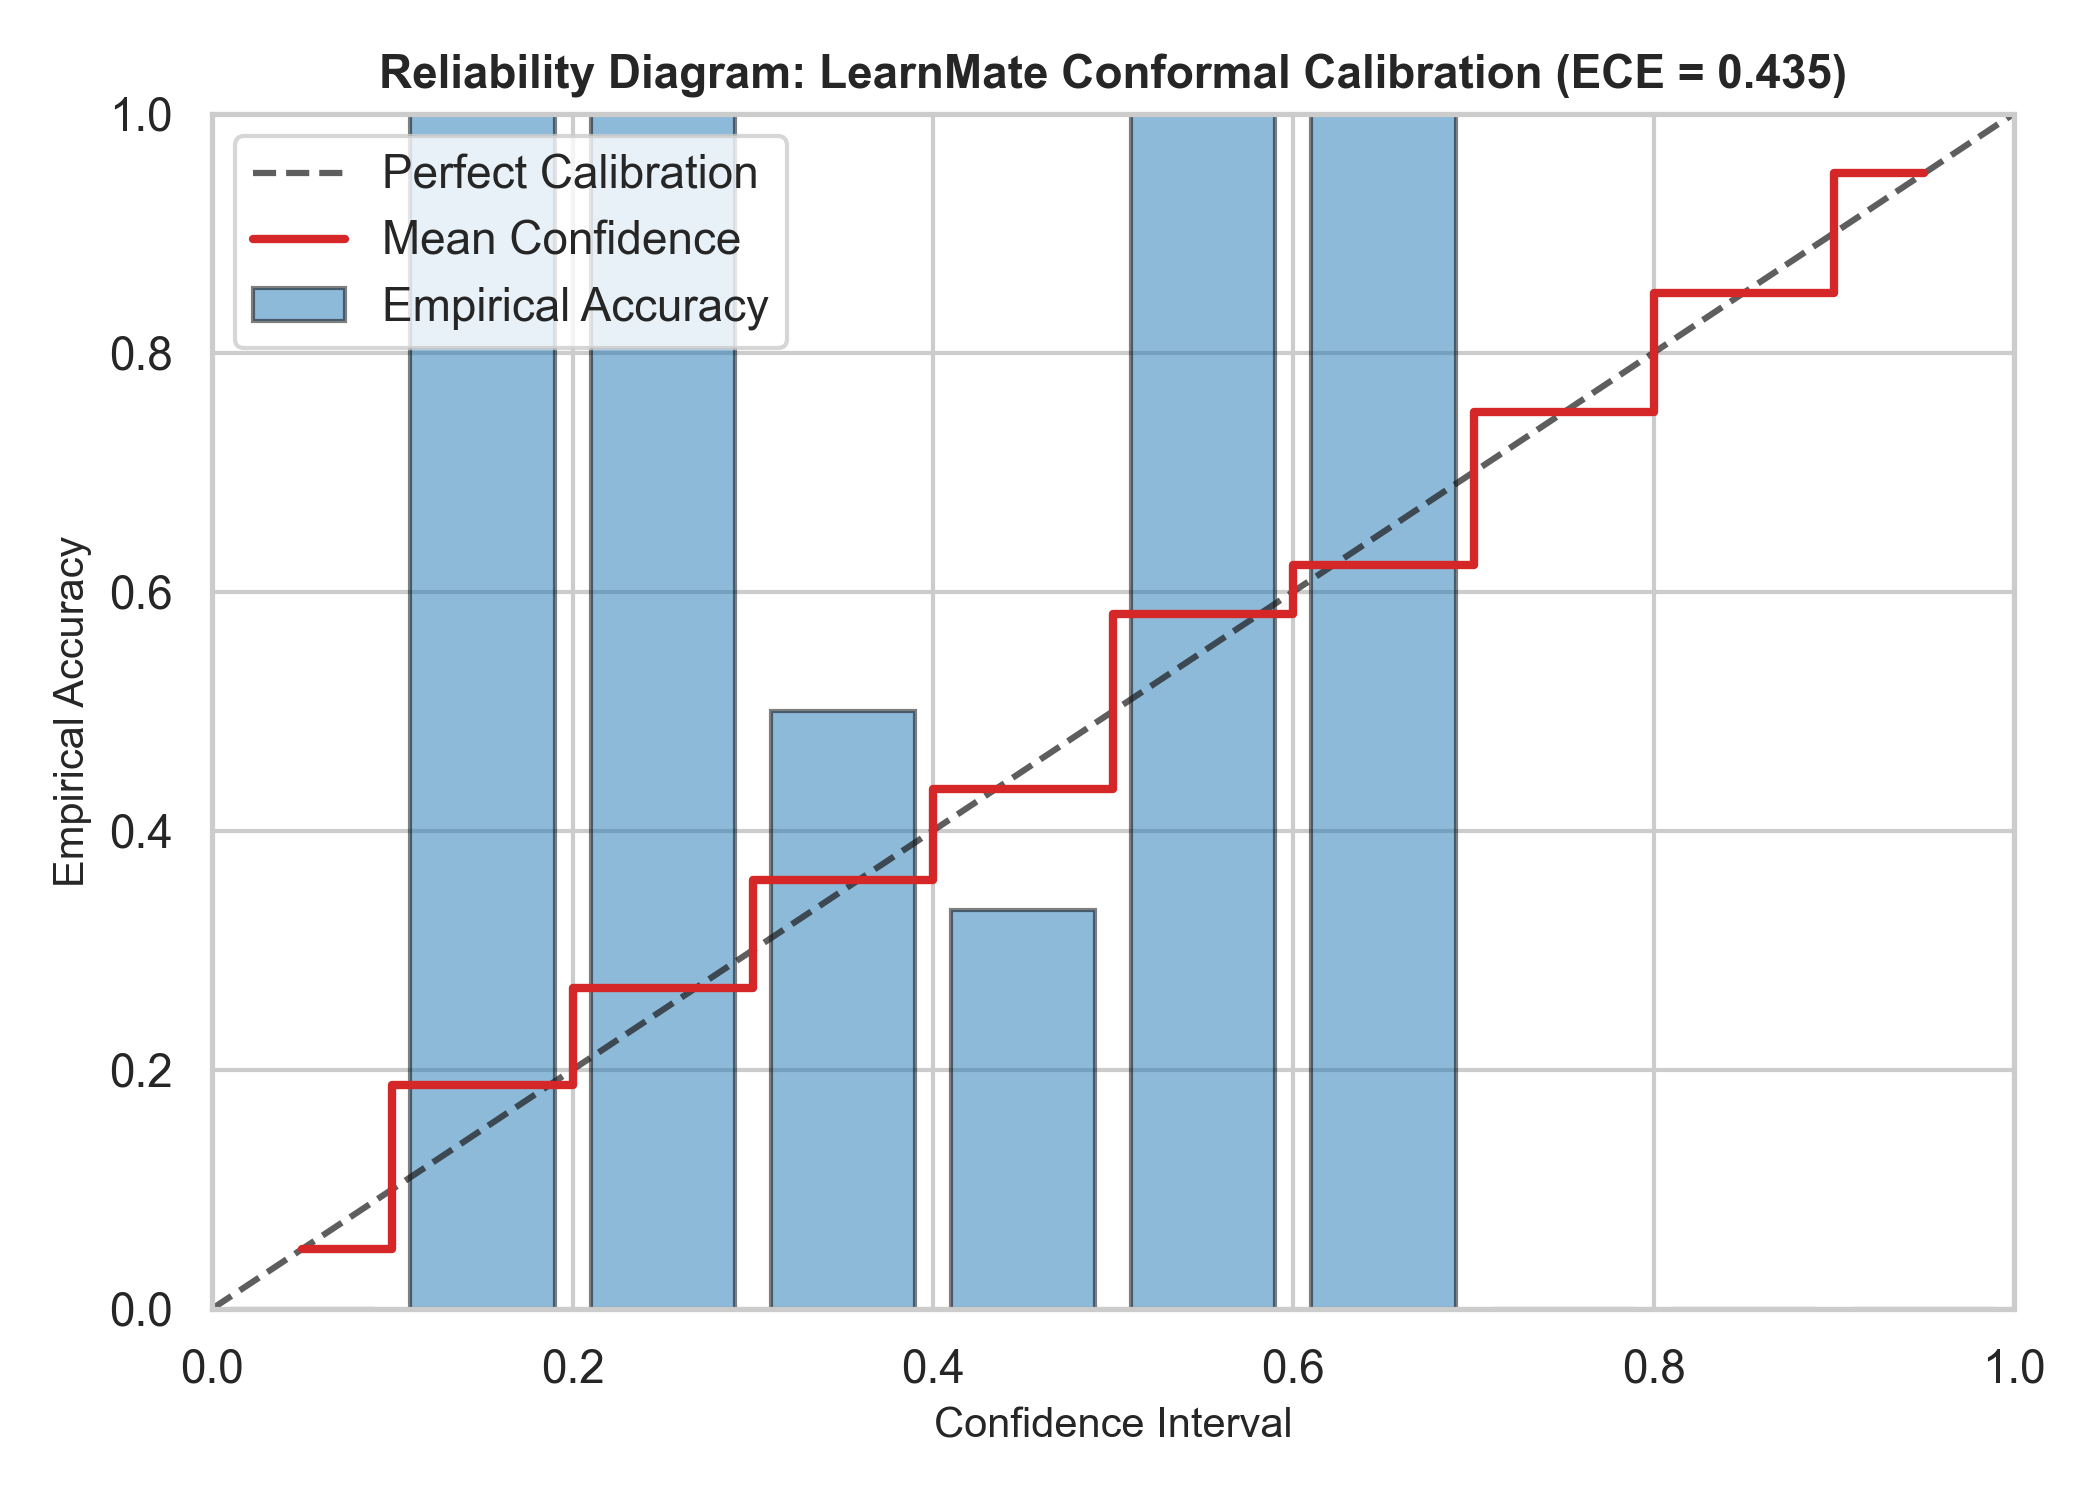 Reliability Diagram: LearnMate Conformal Calibration (ECE = 0.435)
1.0
0.8
0.6
0.4
0.2
0.0
Empirical Accuracy
Perfect Calibration
Mean Confidence
Empirical Accuracy
0.0 0.2 0.4 0.6 0.8 1.0
Confidence Interval